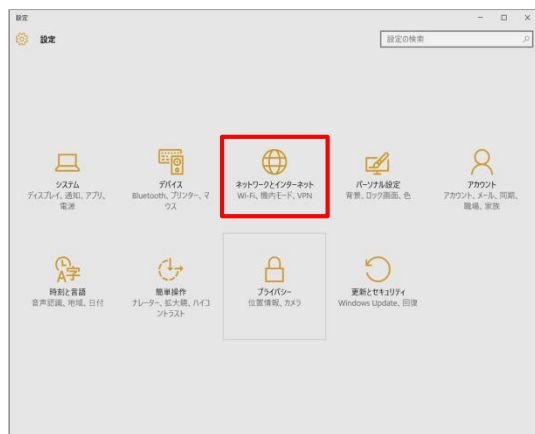 設定
設定
設定の検索
システム
ディスプレイ、通知、アプリ、
電源
デバイス
Bluetooth、プリンター、マ
ウス
ネットワークとインターネット
Wi-Fi、機内モード、VPN
パーソナル設定
背景、ロック画面、色
アカウント
アカウント、メール、同期、
職場、家族
時刻と言語
音声認識、地域、日付
簡単操作
ナレーター、拡大鏡、ハイコ
ントラスト
プライバシー
位置情報、カメラ
更新とセキュリティ
Windows Update、回復